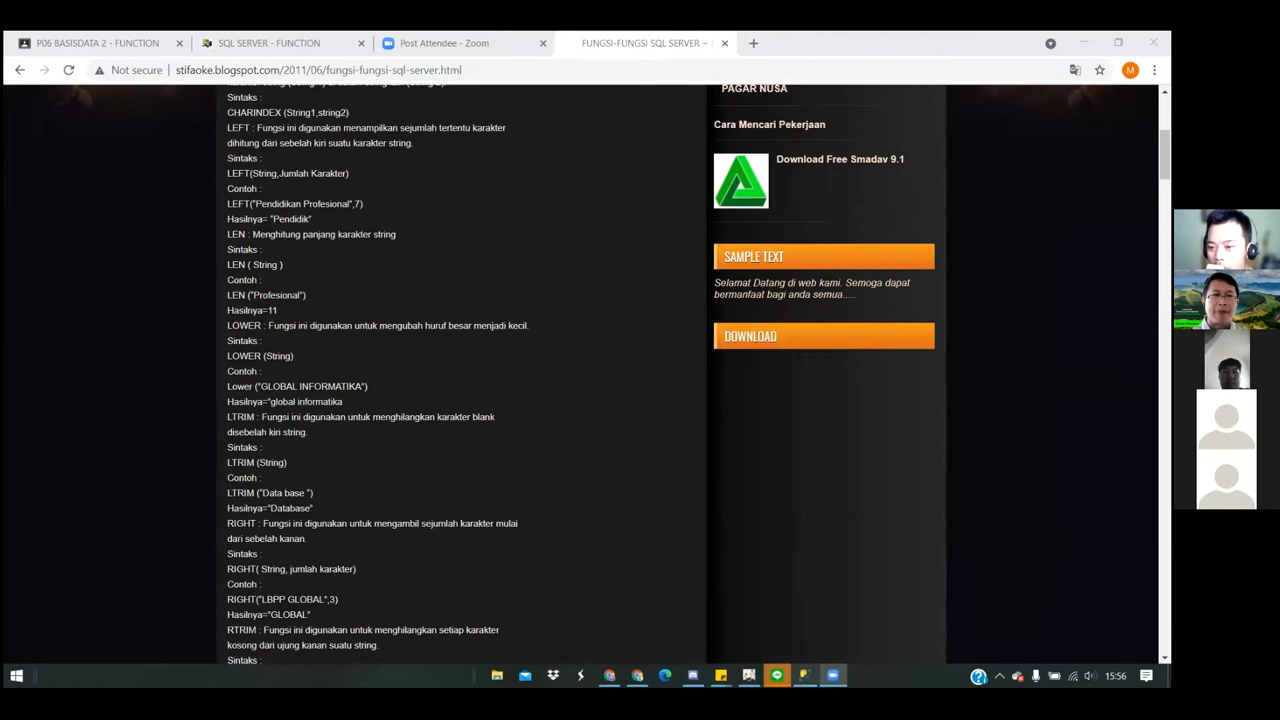 P06 BASISDATA 2 - FUNCTION
SQL SERVER - FUNCTION
Post Attendee - Zoom
FUNGSI-FUNGSI SQL SERVER –
Not secure
stifaoke.blogspot.com/2011/06/fungsi-fungsi-sql-server.html
M
Sintaks :
CHARINDEX (String1,string2)
LEFT : Fungsi ini digunakan menampilkan sejumlah tertentu karakter
dihitung dari sebelah kiri suatu karakter string.
Sintaks :
LEFT(String,Jumlah Karakter)
Contoh :
LEFT("Pendidikan Profesional",7)
Hasilnya= "Pendidik"
LEN : Menghitung panjang karakter string
Sintaks :
LEN ( String )
Contoh :
LEN ("Profesional")
Hasilnya=11
LOWER : Fungsi ini digunakan untuk mengubah huruf besar menjadi kecil.
Sintaks :
LOWER (String)
Contoh :
Lower ("GLOBAL INFORMATIKA")
Hasilnya="global informatika
LTRIM : Fungsi ini digunakan untuk menghilangkan karakter blank
disebelah kiri string.
Sintaks :
LTRIM (String)
Contoh :
LTRIM ("Data base ")
Hasilnya="Database"
RIGHT : Fungsi ini digunakan untuk mengambil sejumlah karakter mulai
dari sebelah kanan.
Sintaks :
RIGHT( String, jumlah karakter)
Contoh :
RIGHT("LBPP GLOBAL",3)
Hasilnya="GLOBAL"
RTRIM : Fungsi ini digunakan untuk menghilangkan setiap karakter
kosong dari ujung kanan suatu string.
Sintaks :
PAGAR NUSA
Cara Mencari Pekerjaan
Download Free Smadav 9.1
SAMPLE TEXT
Selamat Datang di web kami. Semoga dapat
bermanfaat bagi anda semua.....
DOWNLOAD
15:56